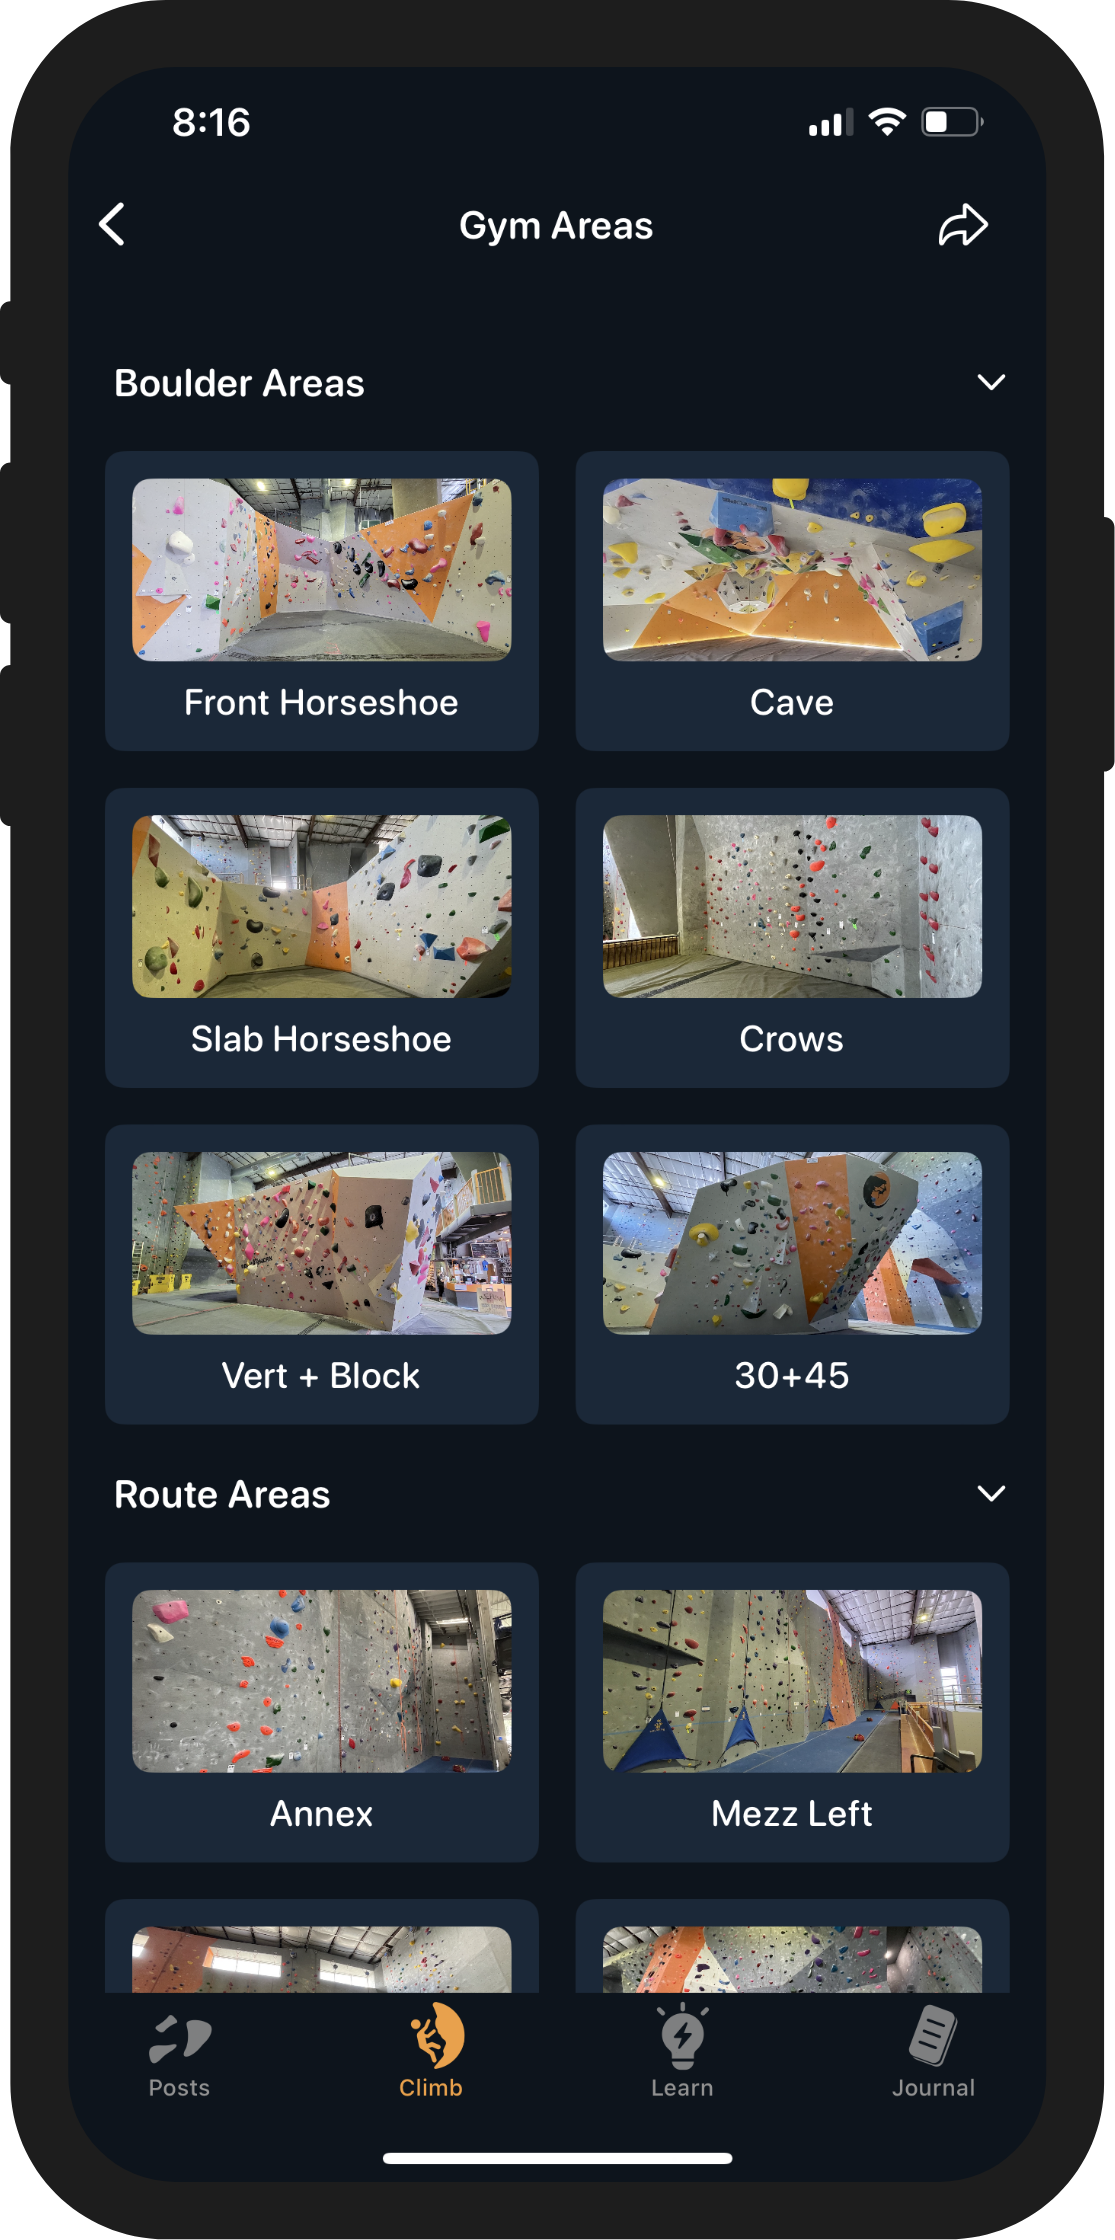 8:16
Gym Areas
Boulder Areas
Front Horseshoe
Cave
Slab Horseshoe
Crows
Vert + Block
30+45
Route Areas
Annex
Mezz Left
Posts
Climb
Learn
Journal